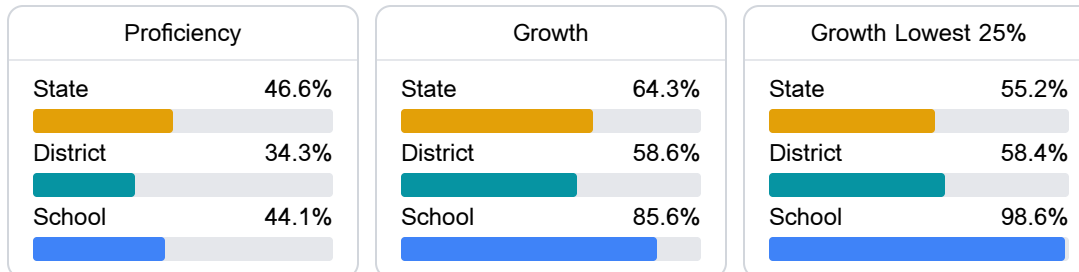 Proficiency
State 46.6%
District 34.3%
School 44.1%
Growth
State 64.3%
District 58.6%
School 85.6%
Growth Lowest 25%
State 55.2%
District 58.4%
School 98.6%